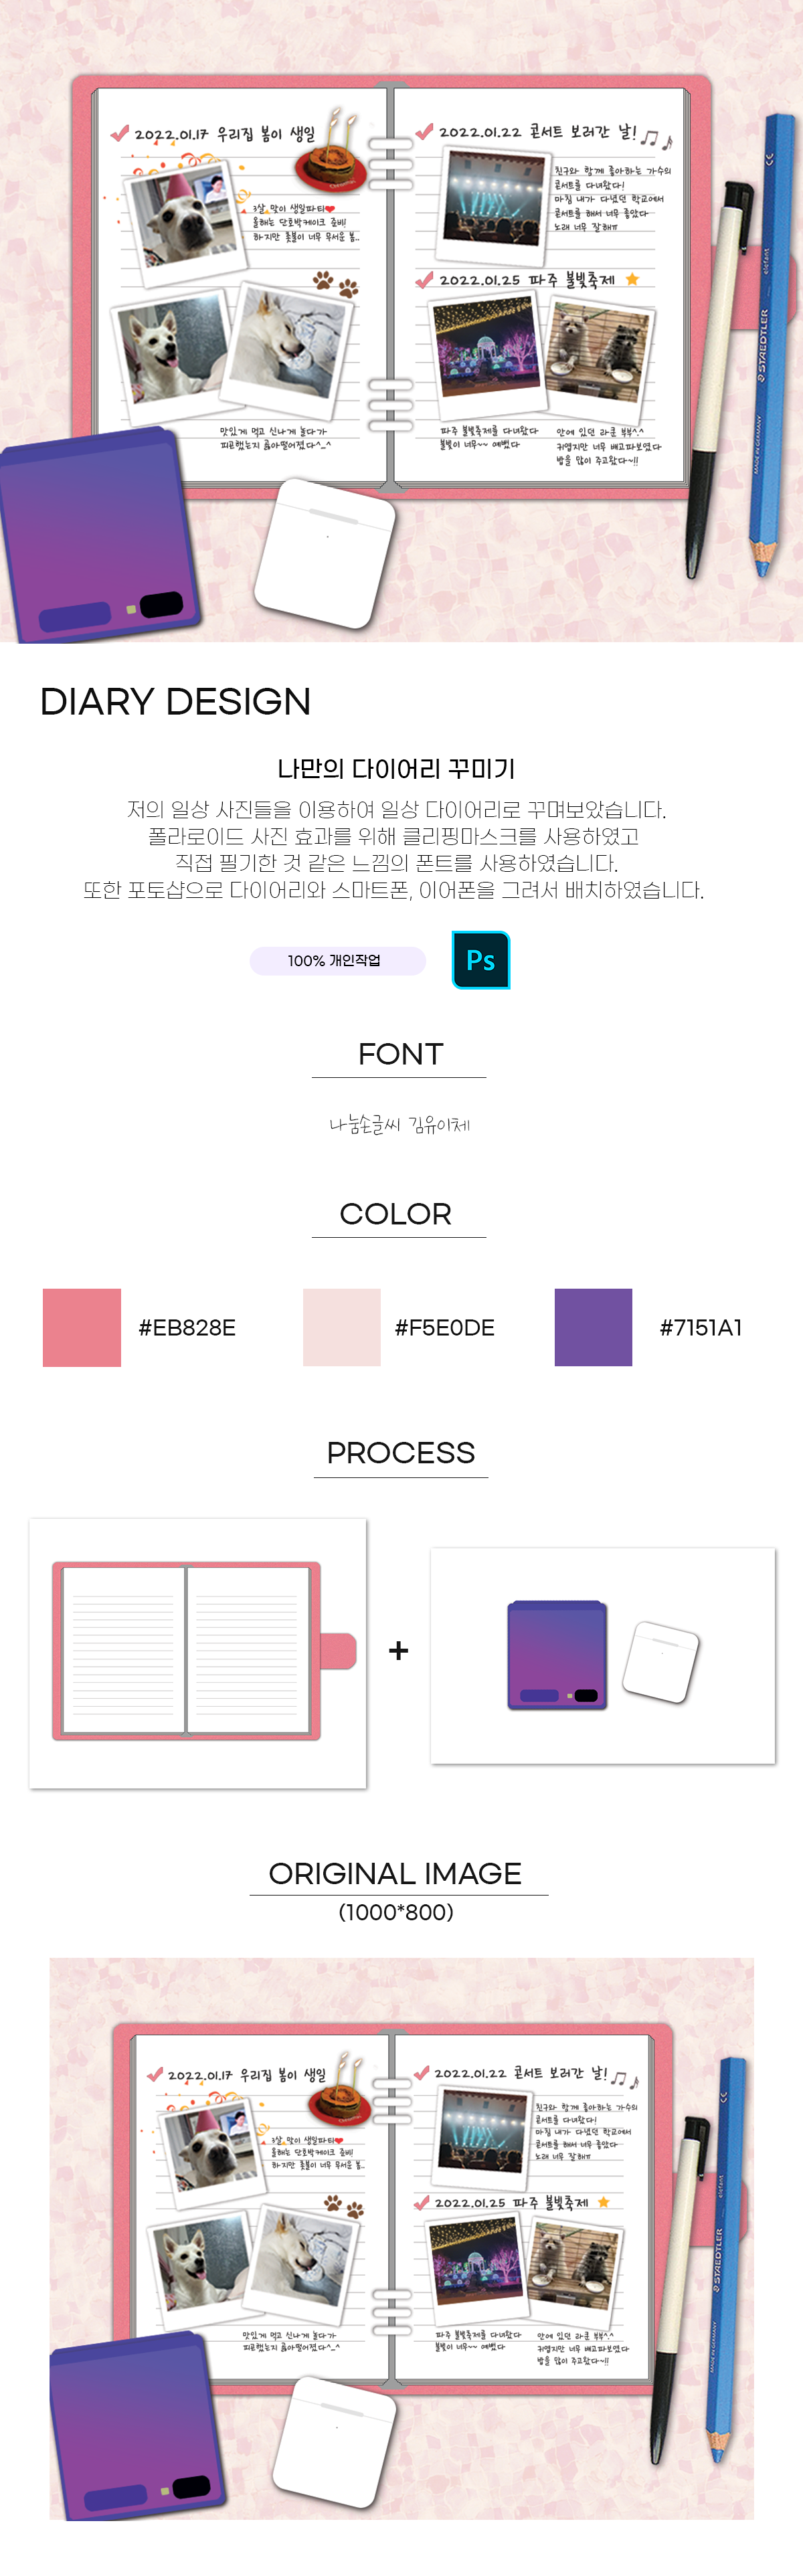 2022.01.17 우리집 봄이 생일
3살 맞이 생일파티❤
올해는 단호박케이크 준비!
하지만 촛불이 너무 무서운 봄..
맛있게 먹고 신나게 놀다가
피곤했는지 곯아떨어졌다^_^
2022.01.22 콘서트 보러간 날!
친구와 함께 좋아하는 가수의
콘서트를 다녀왔다!
마침 내가 다녔던 학교에서
콘서트를 해서 너무 좋았다
노래 너무 잘해ㅠ
2022.01.25 파주 불빛축제
파주 불빛축제를 다녀왔다
불빛이 너무~~ 예뻤다
안에 있던 라쿤 부부^.^
귀엽지만 너무 배고파보였다
밥을 많이 주고왔다~!!
elefant
STAEDTLER
MADE IN GERMANY
DIARY DESIGN
나만의 다이어리 꾸미기
저의 일상 사진들을 이용하여 일상 다이어리로 꾸며보았습니다.
폴라로이드 사진 효과를 위해 클리핑마스크를 사용하였고
직접 필기한 것 같은 느낌의 폰트를 사용하였습니다.
또한 포토샵으로 다이어리와 스마트폰, 이어폰을 그려서 배치하였습니다.
100% 개인작업
Ps
FONT
나눔손글씨 김유이체
COLOR
#EB828E
#F5E0DE
#7151A1
PROCESS
+
ORIGINAL IMAGE
(1000*800)
2022.01.17 우리집 봄이 생일
3살 맞이 생일파티❤
올해는 단호박케이크 준비!
하지만 촛불이 너무 무서운 봄..
맛있게 먹고 신나게 놀다가
피곤했는지 곯아떨어졌다^_^
2022.01.22 콘서트 보러간 날!
친구와 함께 좋아하는 가수의
콘서트를 다녀왔다!
마침 내가 다녔던 학교에서
콘서트를 해서 너무 좋았다
노래 너무 잘해ㅠ
2022.01.25 파주 불빛축제
파주 불빛축제를 다녀왔다
불빛이 너무~~ 예뻤다
안에 있던 라쿤 부부^.^
귀엽지만 너무 배고파보였다
밥을 많이 주고왔다~!!
elefant
STAEDTLER
MADE IN GERMANY